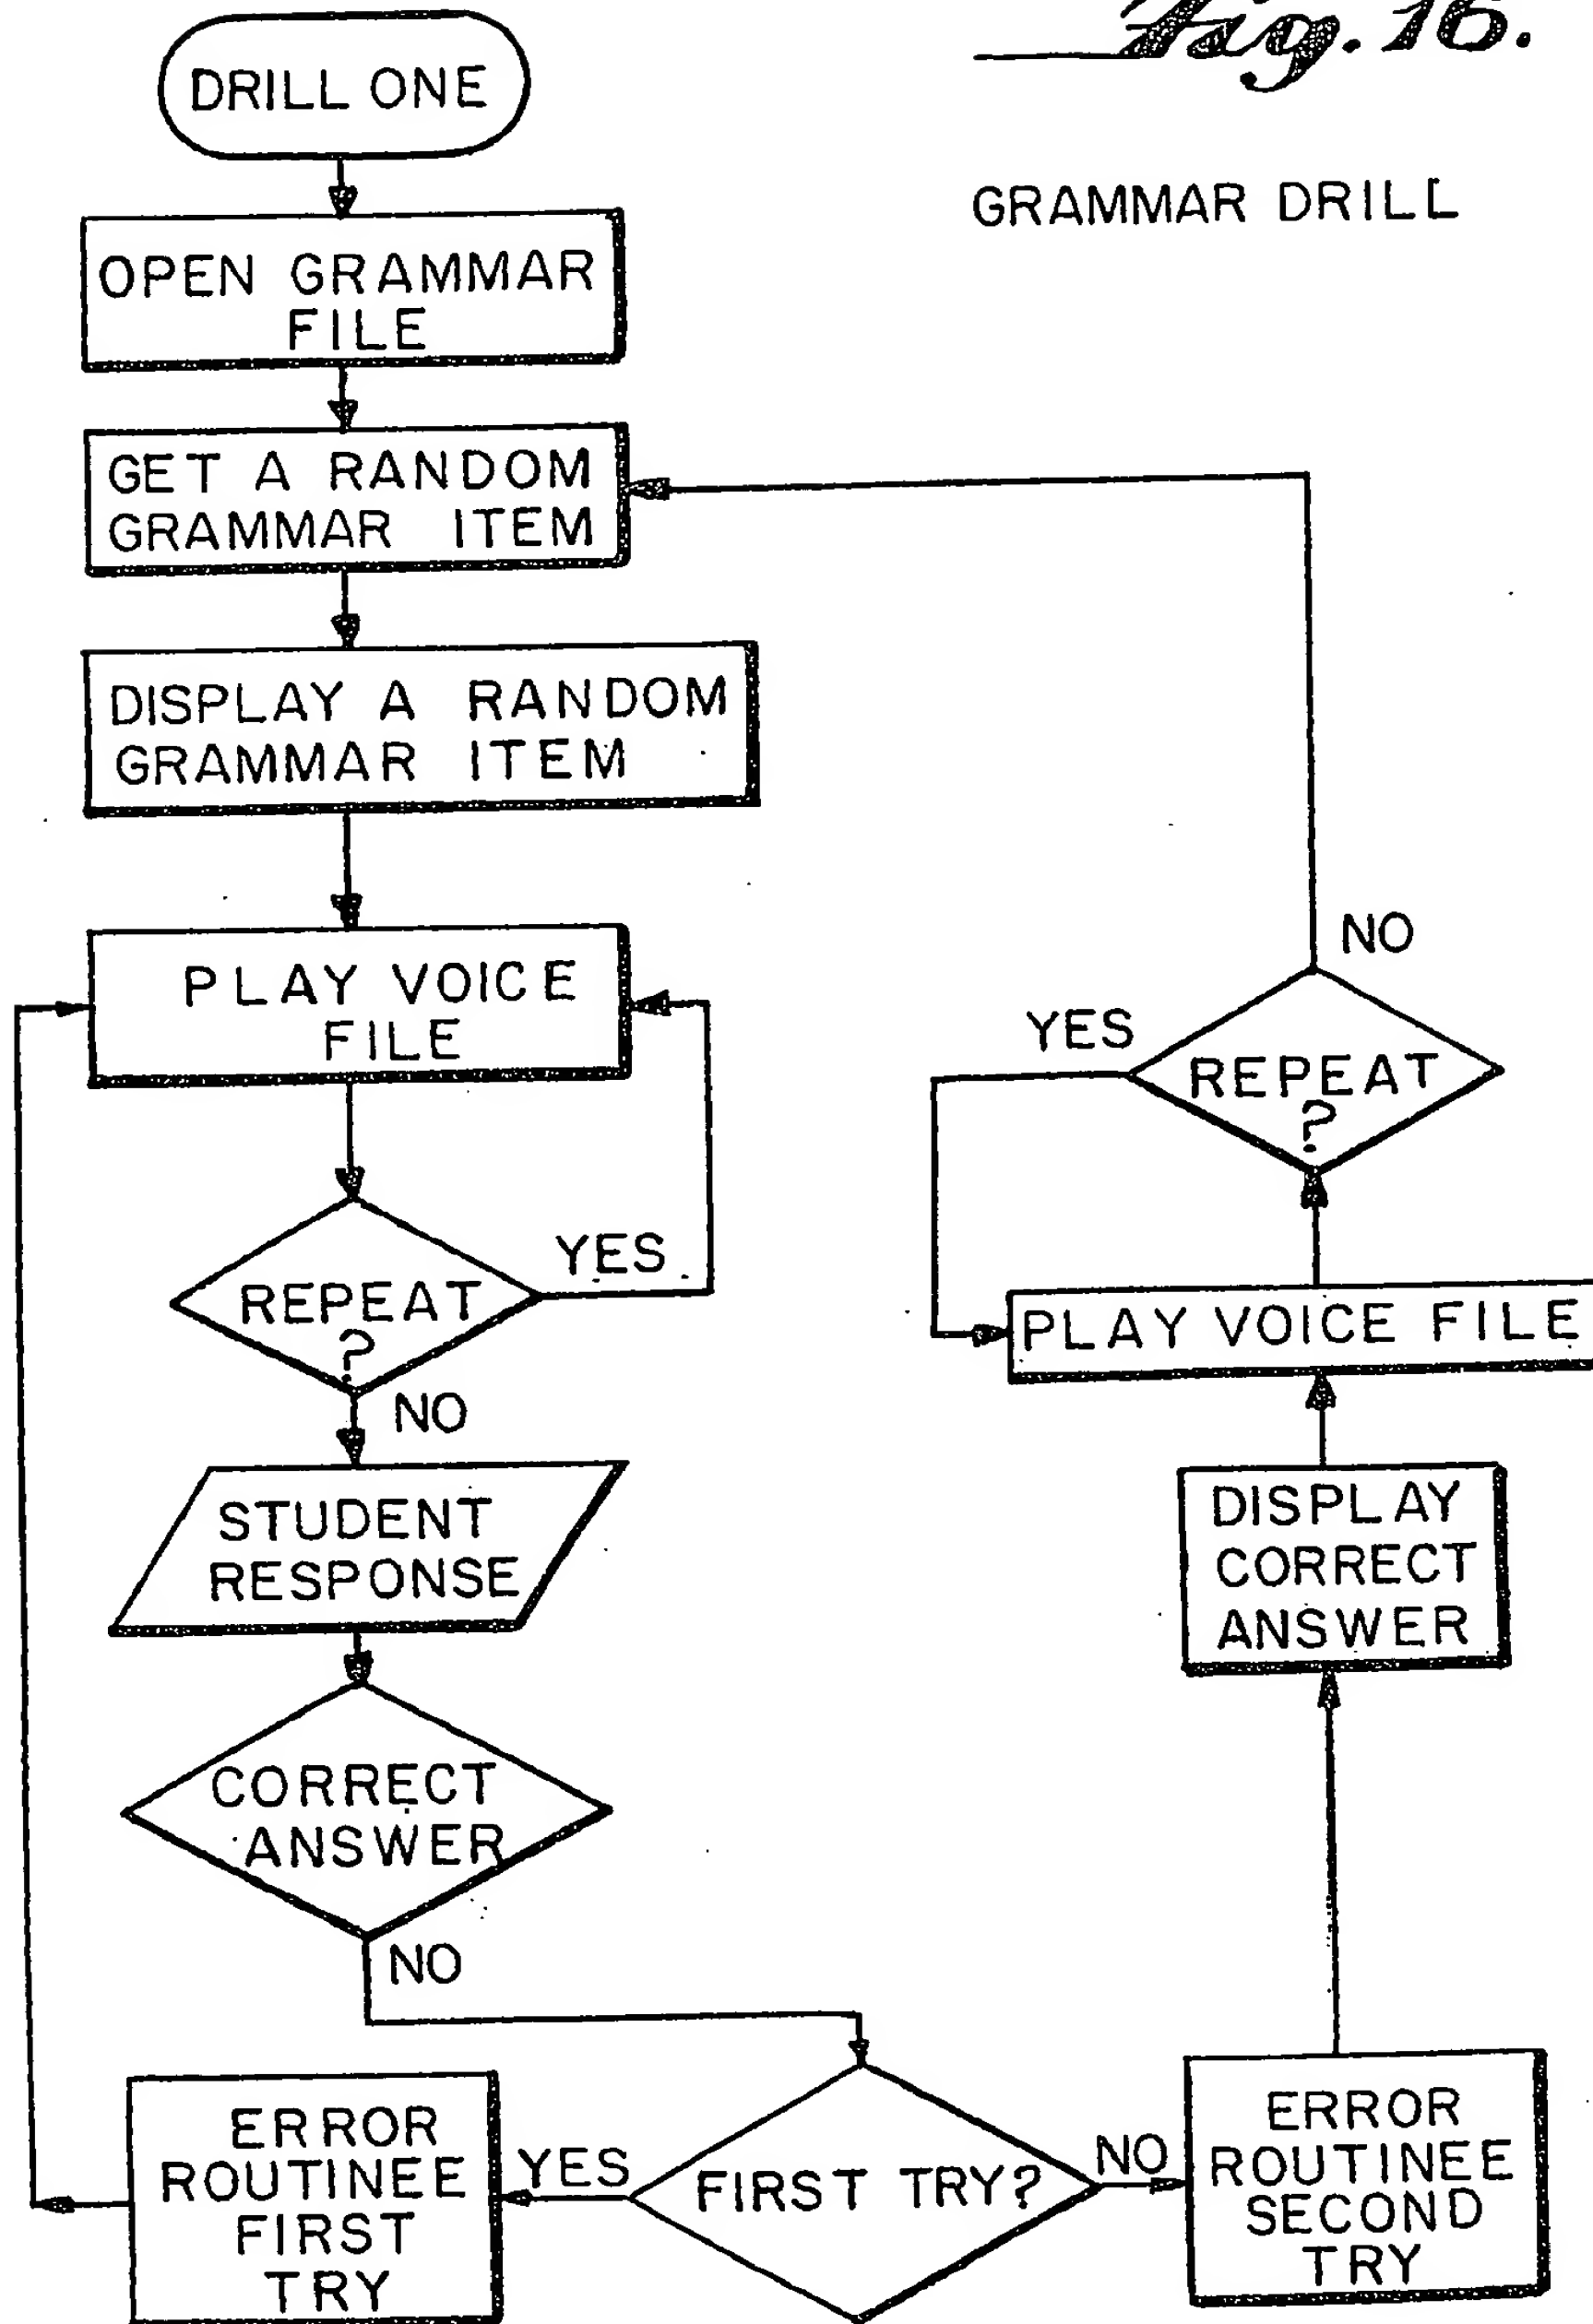 Fig. 16.
GRAMMAR DRILL
DRILL ONE
OPEN GRAMMAR
FILE
GET A RANDOM
GRAMMAR ITEM
DISPLAY A RANDOM
GRAMMAR ITEM
PLAY VOICE
FILE
REPEAT
?
YES
NO
STUDENT
RESPONSE
CORRECT
ANSWER
NO
FIRST TRY?
YES
ERROR
ROUTINEE
FIRST
TRY
NO
ERROR
ROUTINEE
SECOND
TRY
DISPLAY
CORRECT
ANSWER
PLAY VOICE FILE
REPEAT
?
YES
NO